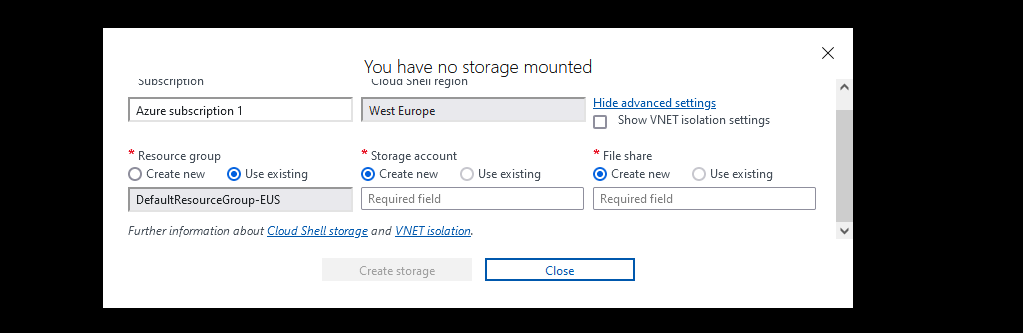 You have no storage mounted
Subscription
Cloud Shell region
Azure subscription 1
West Europe
Hide advanced settings
Show VNET isolation settings
* Resource group
Create new
Use existing
DefaultResourceGroup-EUS
* Storage account
Create new
Use existing
Required field
* File share
Create new
Use existing
Required field
Further information about Cloud Shell storage and VNET isolation.
Create storage
Close